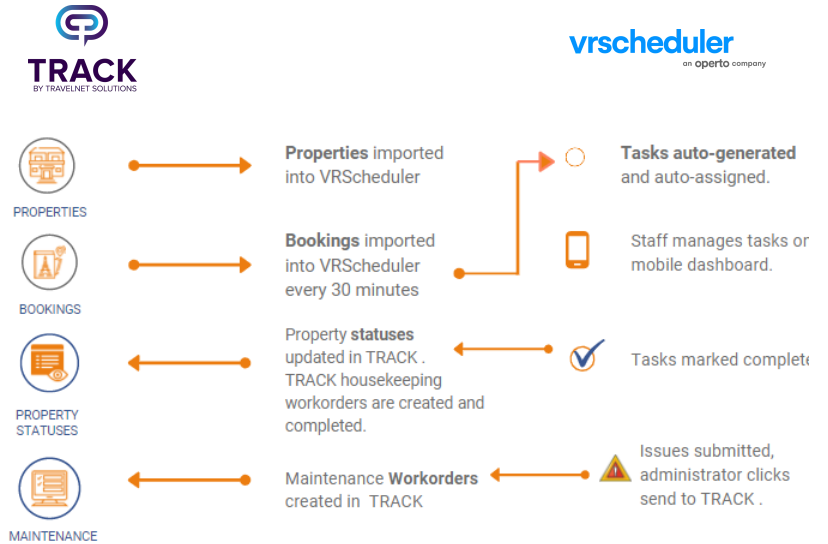 TRACK
BY TRAVELNET SOLUTIONS
vrscheduler
an operto company
PROPERTIES
Properties imported
into VRScheduler
Tasks auto-generated
and auto-assigned.
BOOKINGS
Bookings imported
into VRScheduler
every 30 minutes
Staff manages tasks on
mobile dashboard.
PROPERTY
STATUSES
Property statuses
updated in TRACK .
TRACK housekeeping
workorders are created and
completed.
Tasks marked complete
MAINTENANCE
Maintenance Workorders
created in TRACK
Issues submitted,
administrator clicks
send to TRACK .